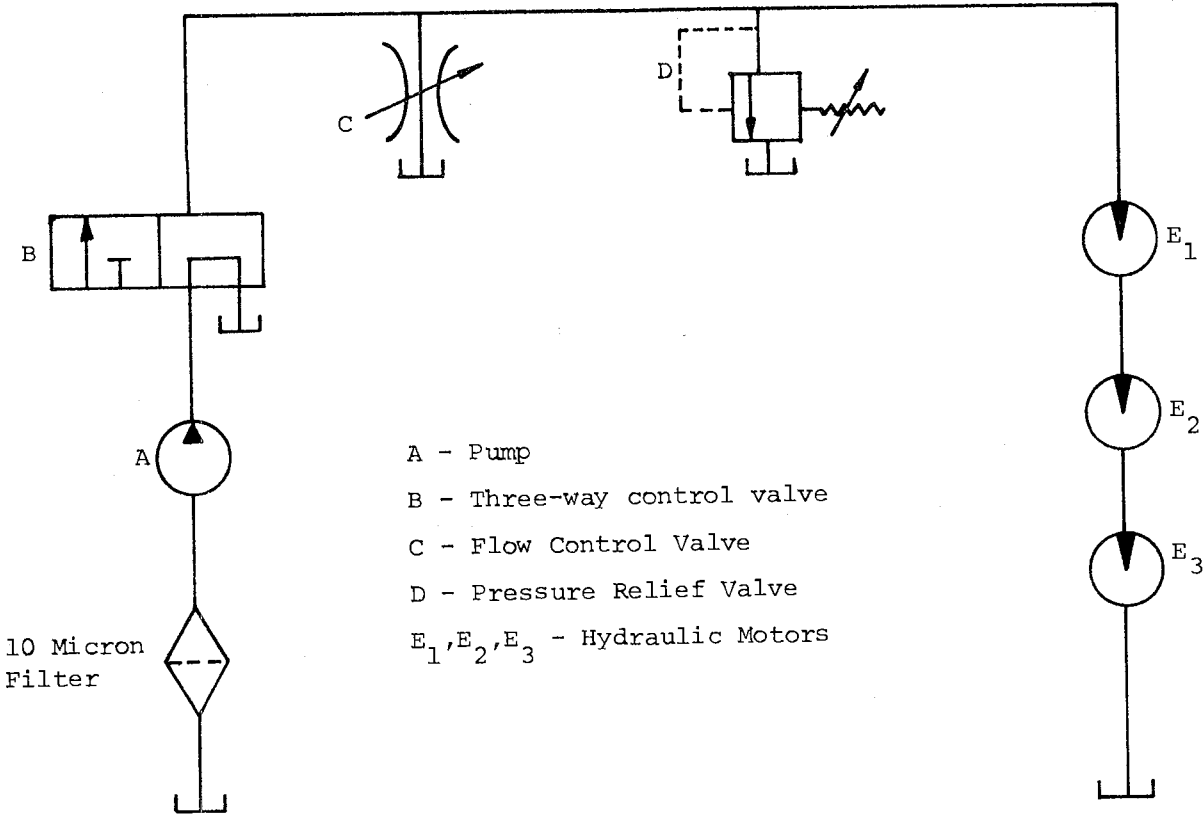 D
C
B
E1
A
E2
A - Pump
B - Three-way control valve
C - Flow Control Valve
D - Pressure Relief Valve
E1,E2,E3 - Hydraulic Motors
E3
10 Micron
Filter